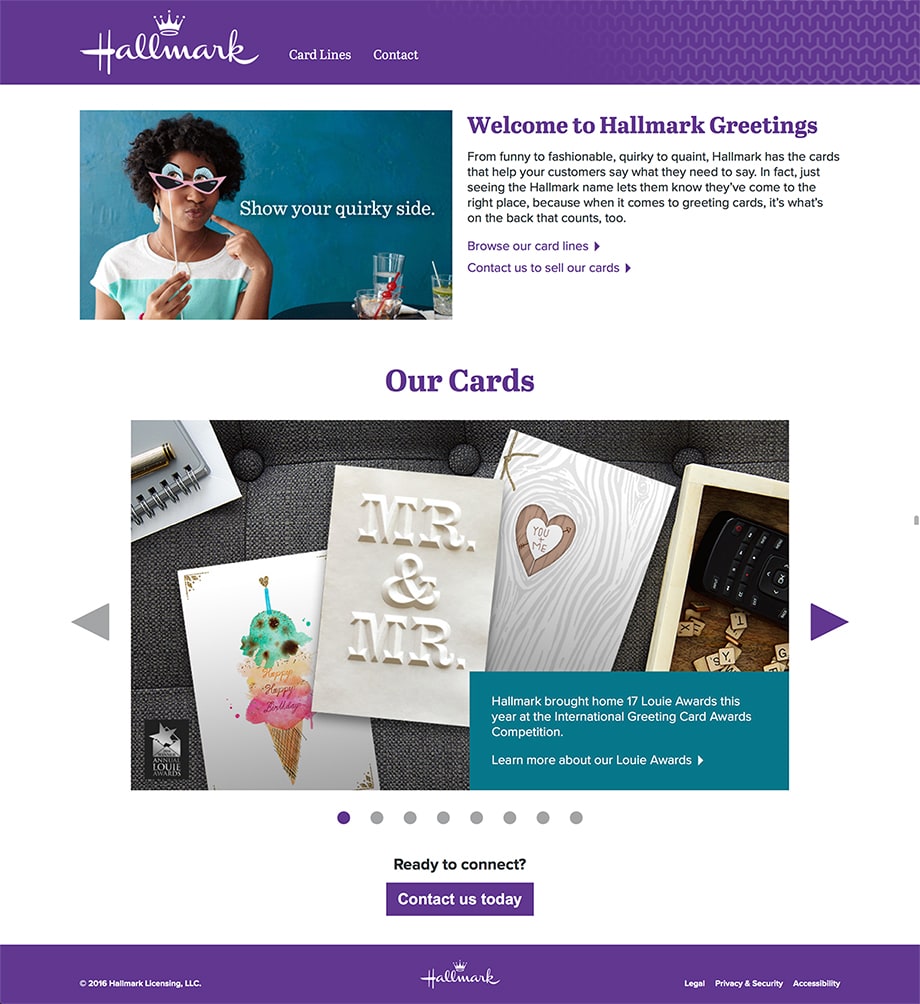 Hallmark
Card Lines
Contact
Show your quirky side.
Welcome to Hallmark Greetings
From funny to fashionable, quirky to quaint, Hallmark has the cards
that help your customers say what they need to say. In fact, just
seeing the Hallmark name lets them know they've come to the
right place, because when it comes to greeting cards, it's what's
on the back that counts, too.
Browse our card lines
Contact us to sell our cards
Our Cards
MR.
&
MR.
YOU
+
ME
Happy
Happy
Birthday
WINNER
ANNUAL
LOUIE
AWARDS
Hallmark brought home 17 Louie Awards this
year at the International Greeting Card Awards
Competition.
Learn more about our Louie Awards
Ready to connect?
Contact us today
© 2016 Hallmark Licensing, LLC.
Hallmark
Legal
Privacy & Security
Accessibility